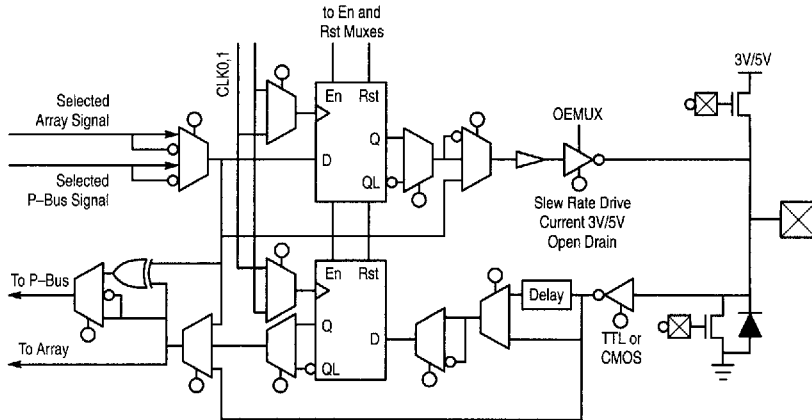 to En and
Rst Muxes
CLK0,1
3V/5V
En
Rst
Selected
Array Signal
OEMUX
Q
D
QL
Selected
P-Bus Signal
Slew Rate Drive
Current 3V/5V
Open Drain
En
Rst
To P-Bus
Delay
Q
D
TTL or
CMOS
To Array
QL